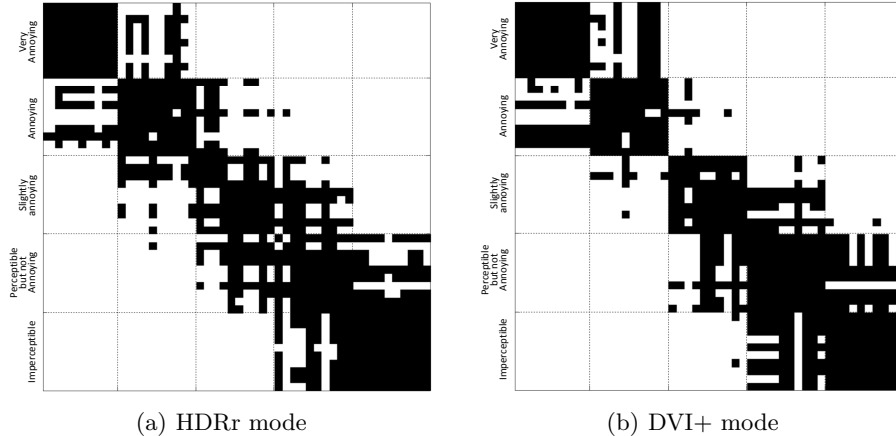 Very
Annoying
Annoying
Slightly
annoying
Perceptible
but not
Annoying
Imperceptible
(a) HDRr mode
Very
Annoying
Annoying
Slightly
annoying
Perceptible
but not
Annoying
Imperceptible
(b) DVI+ mode